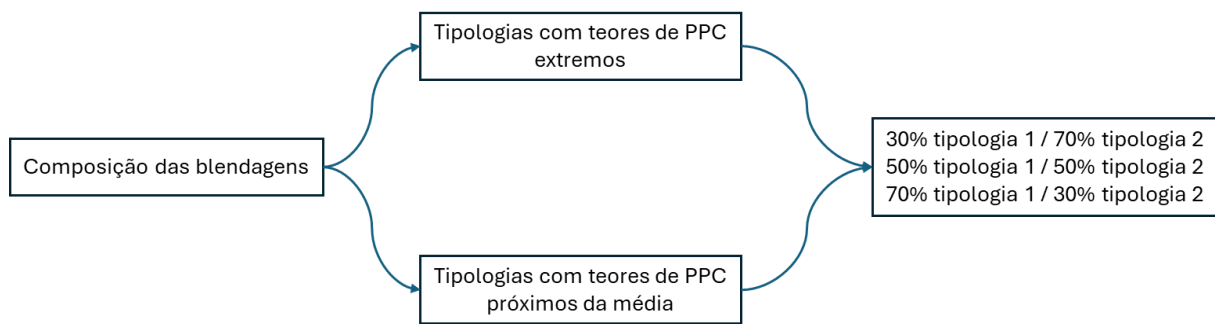 Composição das blendagens
Tipologias com teores de PPC
extremos
Tipologias com teores de PPC
próximos da média
30% tipologia 1 / 70% tipologia 2
50% tipologia 1 / 50% tipologia 2
70% tipologia 1 / 30% tipologia 2